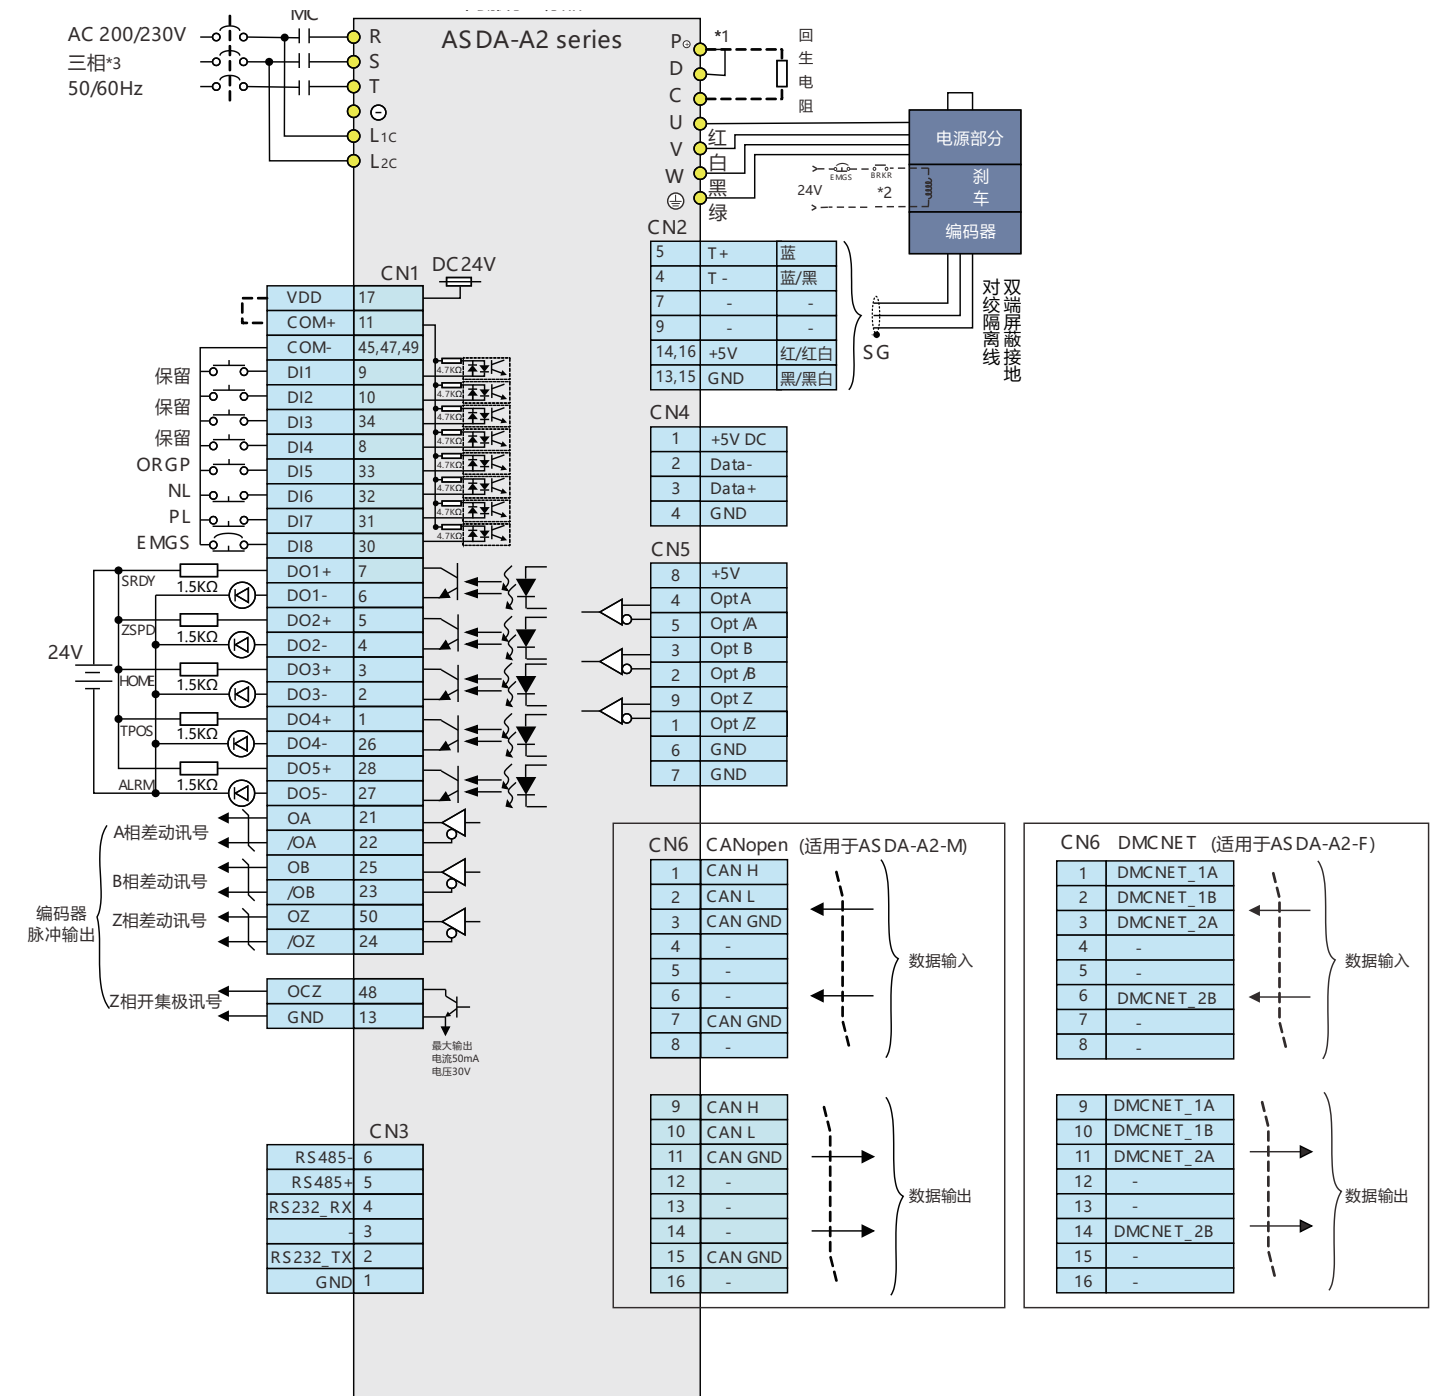 MC
AC 200/230V
三相*3
50/60Hz
R
S
T
L1C
L2C
ASDA-A2 series
P
D
C
U
V
W
*1
回
生
电
阻
红
白
黑
绿
电源部分
刹
车
编码器
EMGS
BRKR
24V
*2
CN2
5 T+ 蓝
4 T- 蓝/黑
7 - -
9 - -
14,16 +5V 红/红白
13,15 GND 黑/黑白
SG
对绞隔离线
双端屏蔽接地
CN1
DC24V
VDD 17
COM+ 11
COM- 45,47,49
DI1 9
DI2 10
DI3 34
DI4 8
DI5 33
DI6 32
DI7 31
DI8 30
保留
保留
保留
ORGP
NL
PL
EMGS
4.7KΩ
4.7KΩ
4.7KΩ
4.7KΩ
4.7KΩ
4.7KΩ
4.7KΩ
4.7KΩ
DO1+ 7
DO1- 6
DO2+ 5
DO2- 4
DO3+ 3
DO3- 2
DO4+ 1
DO4- 26
DO5+ 28
DO5- 27
24V
SRDY
1.5KΩ
ZSPD
1.5KΩ
HOME
1.5KΩ
TPOS
1.5KΩ
ALRM
1.5KΩ
OA 21
/OA 22
OB 25
/OB 23
OZ 50
/OZ 24
OCZ 48
GND 13
A相差动讯号
B相差动讯号
Z相差动讯号
编码器
脉冲输出
Z相开集极讯号
最大输出
电流50mA
电压30V
CN3
RS485- 6
RS485+ 5
RS232_RX 4
- 3
RS232_TX 2
GND 1
CN4
1 +5V DC
2 Data-
3 Data+
4 GND
CN5
8 +5V
4 Opt A
5 Opt /A
3 Opt B
2 Opt /B
9 Opt Z
1 Opt /Z
6 GND
7 GND
CN6 CANopen (适用于ASDA-A2-M)
1 CAN H
2 CAN L
3 CAN GND
4 -
5 -
6 -
7 CAN GND
8 -
数据输入
9 CAN H
10 CAN L
11 CAN GND
12 -
13 -
14 -
15 CAN GND
16 -
数据输出
CN6 DMCNET (适用于ASDA-A2-F)
1 DMCNET_1A
2 DMCNET_1B
3 DMCNET_2A
4 -
5 -
6 DMCNET_2B
7 -
8 -
数据输入
9 DMCNET_1A
10 DMCNET_1B
11 DMCNET_2A
12 -
13 -
14 DMCNET_2B
15 -
16 -
数据输出